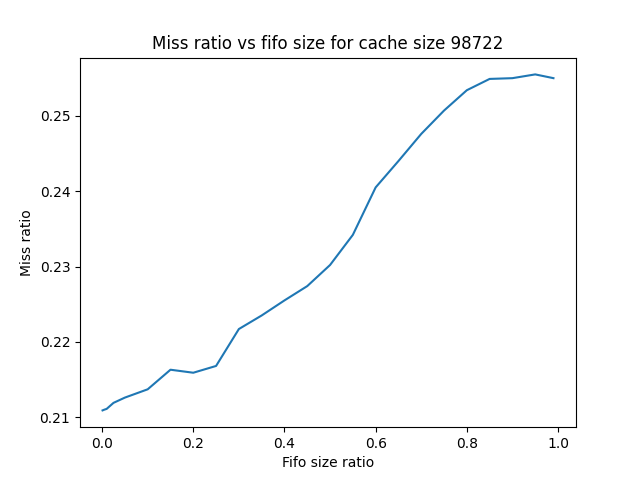 Miss ratio vs fifo size for cache size 98722
0.25
0.24
0.23
0.22
0.21
Miss ratio
0.0 0.2 0.4 0.6 0.8 1.0
Fifo size ratio